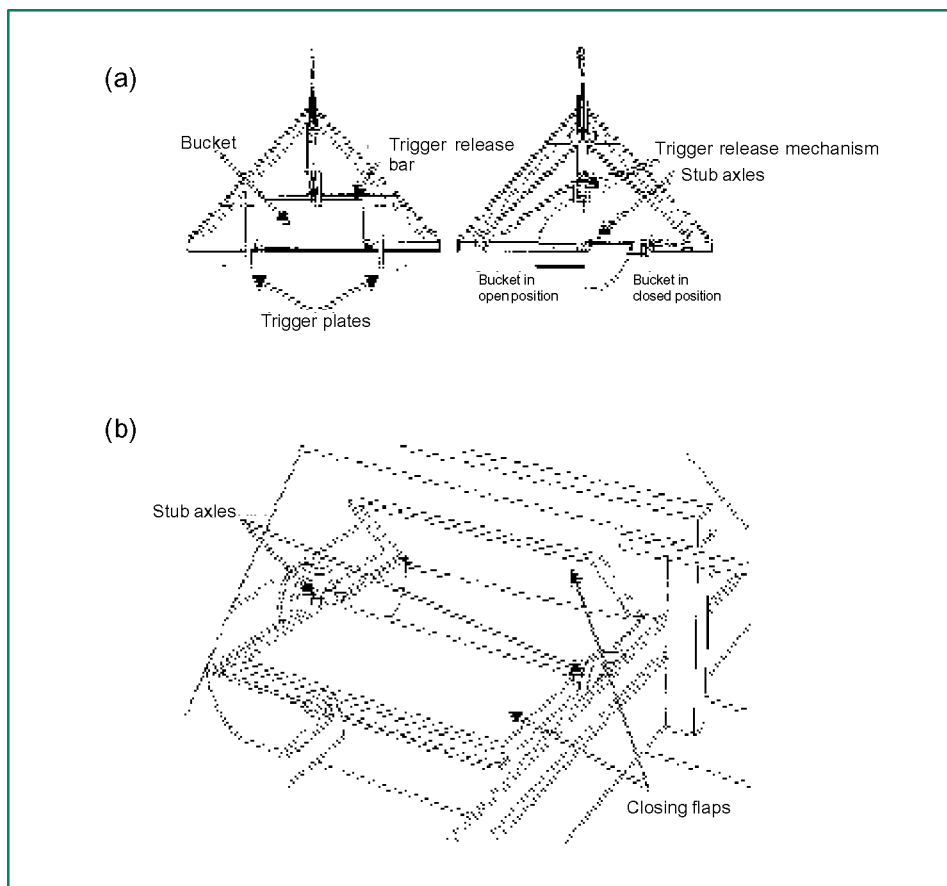 (a)
Bucket
Trigger release
bar
Trigger release mechanism
Stub axles
Bucket in
open position
Bucket in
closed position
Trigger plates
(b)
Stub axles
Closing flaps